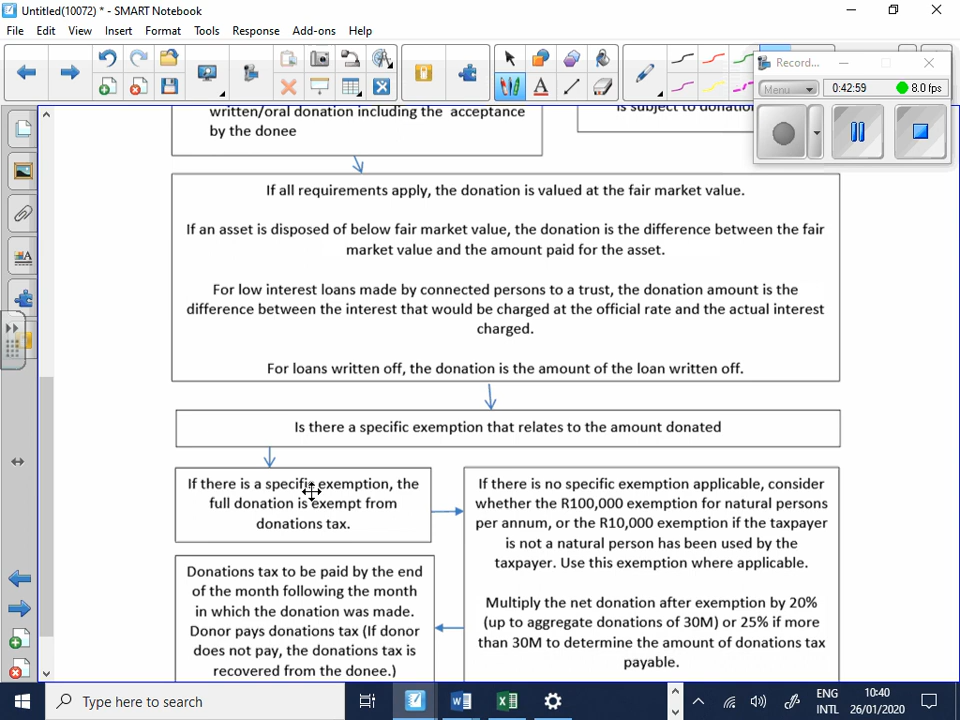 Untitled(10072) * - SMART Notebook
File Edit View Insert Format Tools Response Add-ons Help
Record...
Menu 0:42:59 8.0 fps
written/oral donation including the acceptance
by the donee
is subject to donation
If all requirements apply, the donation is valued at the fair market value.
If an asset is disposed of below fair market value, the donation is the difference between the fair
market value and the amount paid for the asset.
For low interest loans made by connected persons to a trust, the donation amount is the
difference between the interest that would be charged at the official rate and the actual interest
charged.
For loans written off, the donation is the amount of the loan written off.
Is there a specific exemption that relates to the amount donated
If there is a specific exemption, the
full donation is exempt from
donations tax.
If there is no specific exemption applicable, consider
whether the R100,000 exemption for natural persons
per annum, or the R10,000 exemption if the taxpayer
is not a natural person has been used by the
taxpayer. Use this exemption where applicable.
Multiply the net donation after exemption by 20%
(up to aggregate donations of 30M) or 25% if more
than 30M to determine the amount of donations tax
payable.
Donations tax to be paid by the end
of the month following the month
in which the donation was made.
Donor pays donations tax (If donor
does not pay, the donations tax is
recovered from the donee.)
Type here to search
ENG
INTL
10:40
26/01/2020